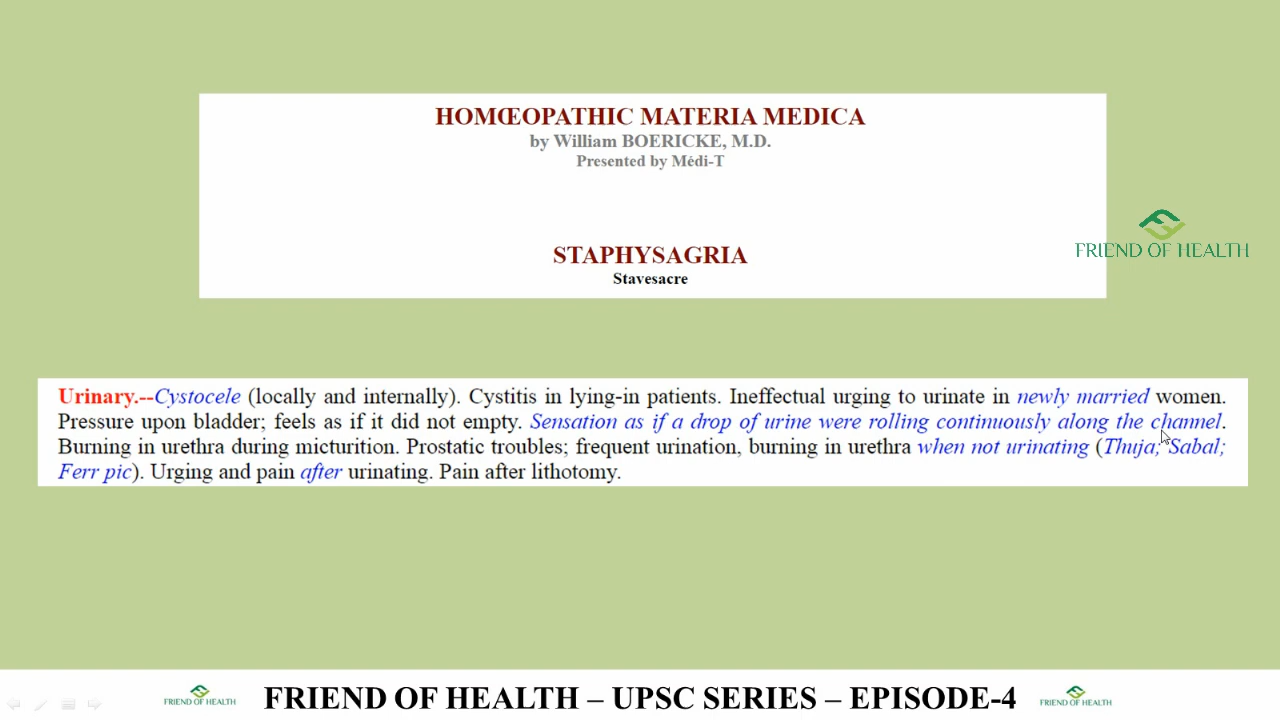 HOMŒOPATHIC MATERIA MEDICA
by William BOERICKE, M.D.
Presented by Médi-T
STAPHYSAGRIA
Stavesacre
FRIEND OF HEALTH
Urinary.--Cystocele (locally and internally). Cystitis in lying-in patients. Ineffectual urging to urinate in newly married women.
Pressure upon bladder; feels as if it did not empty. Sensation as if a drop of urine were rolling continuously along the channel.
Burning in urethra during micturition. Prostatic troubles; frequent urination, burning in urethra when not urinating (Thuja; Sabal;
Ferr pic). Urging and pain after urinating. Pain after lithotomy.
FRIEND OF HEALTH
FRIEND OF HEALTH – UPSC SERIES – EPISODE-4
FRIEND OF HEALTH